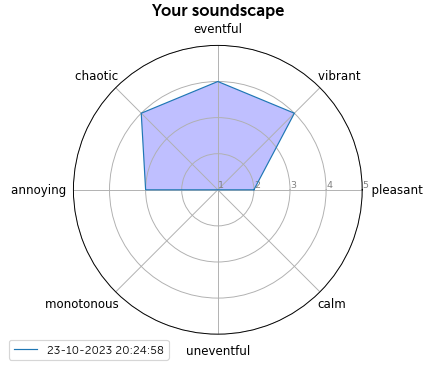 Your soundscape
eventful
chaotic
vibrant
annoying
1
2
3
4
5
pleasant
monotonous
calm
uneventful
23-10-2023 20:24:58